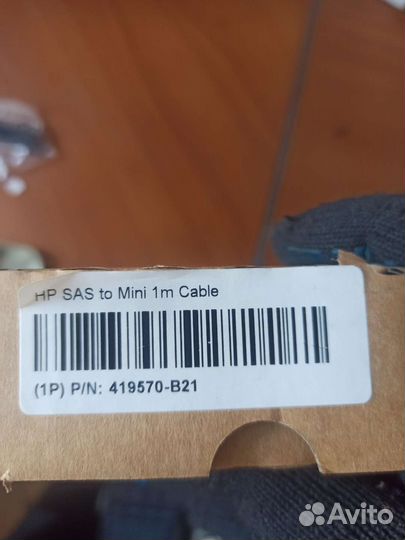 HP SAS to Mini 1m Cable
(1P) P/N: 419570-B21
Avito